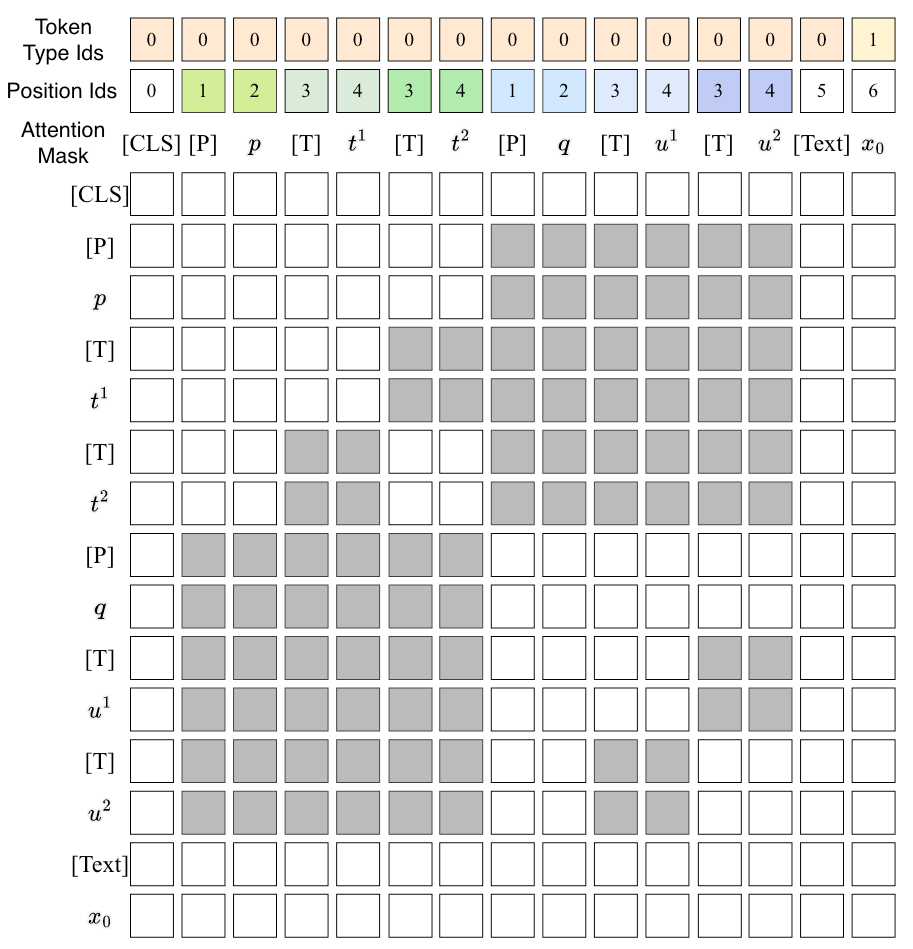 Token
Type Ids 0 0 0 0 0 0 0 0 0 0 0 0 0 0 1
Position Ids 0 1 2 3 4 3 4 1 2 3 4 3 4 5 6
Attention
Mask [CLS] [P] p [T] t¹ [T] t² [P] q [T] u¹ [T] u² [Text] x₀
[CLS]
[P]
p
[T]
t¹
[T]
t²
[P]
q
[T]
u¹
[T]
u²
[Text]
x₀